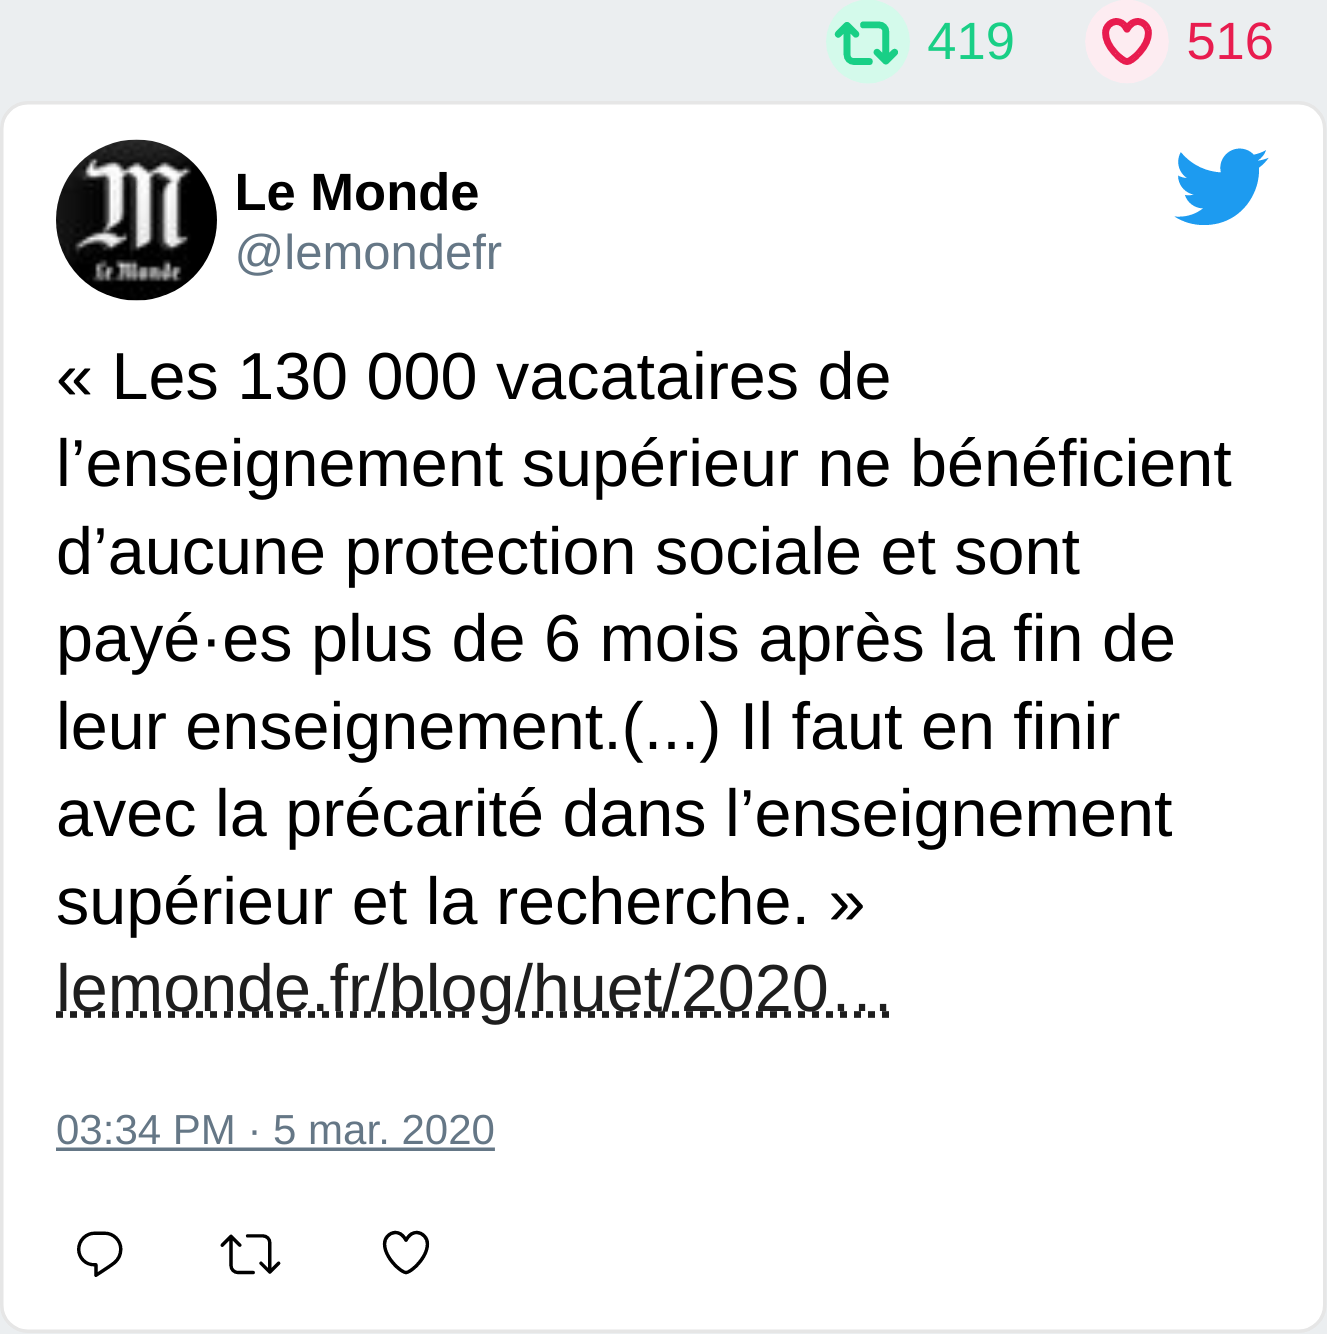 419 516
Le Monde
Le Monde
@lemondefr
« Les 130 000 vacataires de
l’enseignement supérieur ne bénéficient
d’aucune protection sociale et sont
payé·es plus de 6 mois après la fin de
leur enseignement.(...) Il faut en finir
avec la précarité dans l’enseignement
supérieur et la recherche. »
lemonde.fr/blog/huet/2020…
03:34 PM · 5 mar. 2020